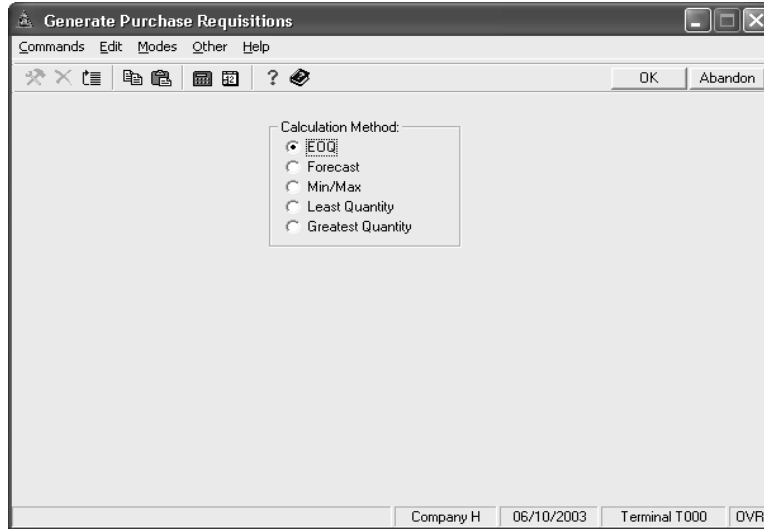 Generate Purchase Requisitions
Commands Edit Modes Other Help
OK Abandon
Calculation Method:
EOQ
Forecast
Min/Max
Least Quantity
Greatest Quantity
Company H 06/10/2003 Terminal T000 OVR